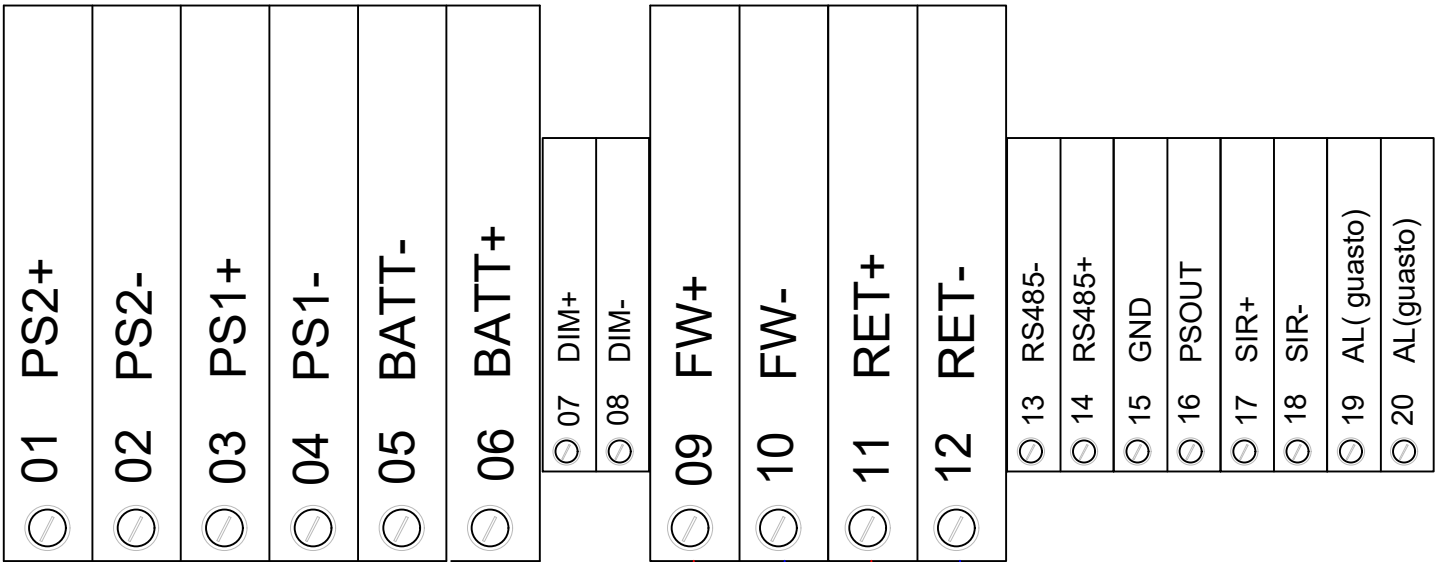 01 PS2+
02 PS2-
03 PS1+
04 PS1-
05 BATT-
06 BATT+
07 DIM+
08 DIM-
09 FW+
10 FW-
11 RET+
12 RET-
13 RS485-
14 RS485+
15 GND
16 PSOUT
17 SIR+
18 SIR-
19 AL( guasto)
20 AL(guasto)